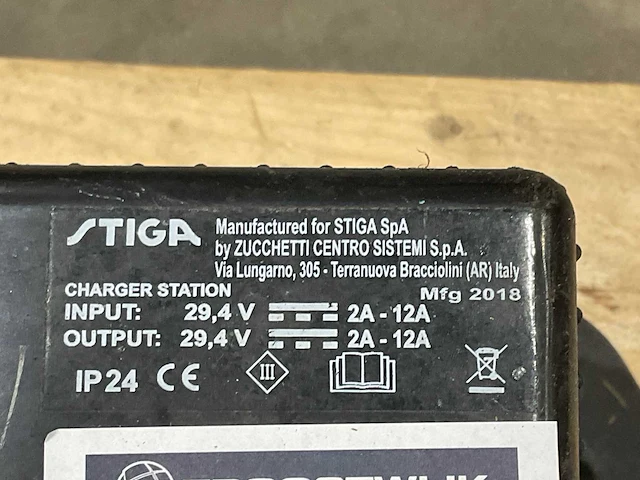 STIGA Manufactured for STIGA SpA
by ZUCCHETTI CENTRO SISTEMI S.p.A.
Via Lungarno, 305 - Terranuova Bracciolini (AR) Italy
CHARGER STATION Mfg 2018
INPUT: 29,4 V 2A - 12A
OUTPUT: 29,4 V 2A - 12A
IP24 CE III